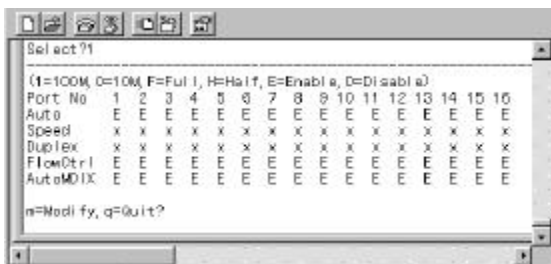 Select?1
(1=100M, 0=10M, F=Full, H=Half, E=Enable, D=Disable)
Port No 1 2 3 4 5 6 7 8 9 10 11 12 13 14 15 16
Auto E E E E E E E E E E E E E E E E
Speed x x x x x x x x x x x x x x x x
Duplex x x x x x x x x x x x x x x x x
FlowCtrl E E E E E E E E E E E E E E E E
AutoMDIX E E E E E E E E E E E E E E E E
m=Modify, q=Quit?